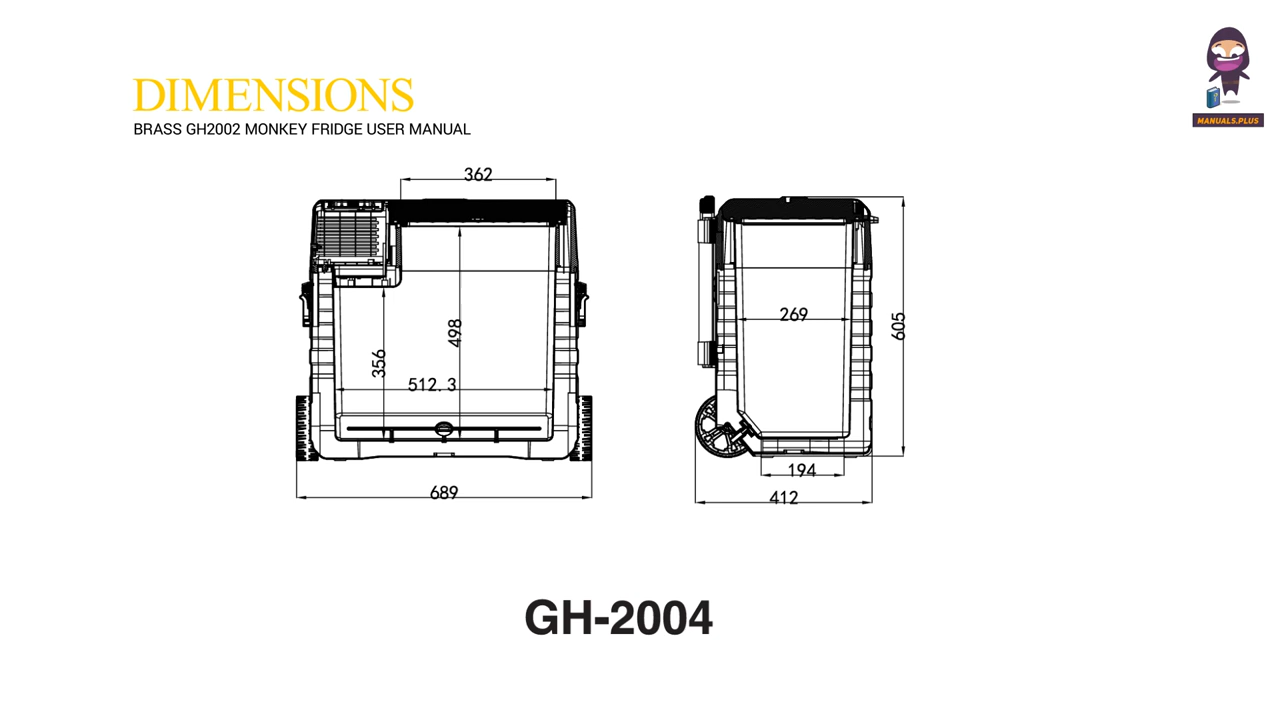 DIMENSIONS
BRASS GH2002 MONKEY FRIDGE USER MANUAL
MANUALS.PLUS
362
498
356
512.3
689
269
605
194
412
GH-2004